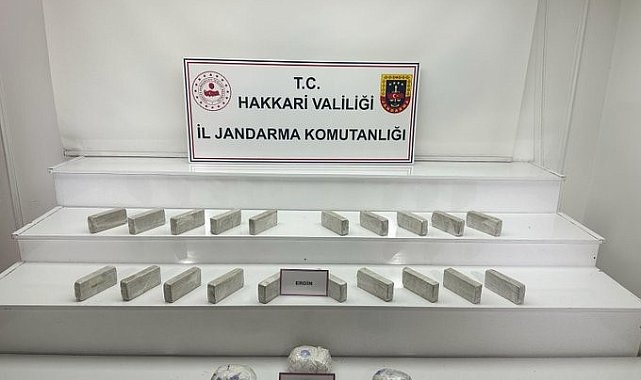 T.C.
HAKKARİ VALİLİĞİ
İL JANDARMA KOMUTANLIĞI
EROİN